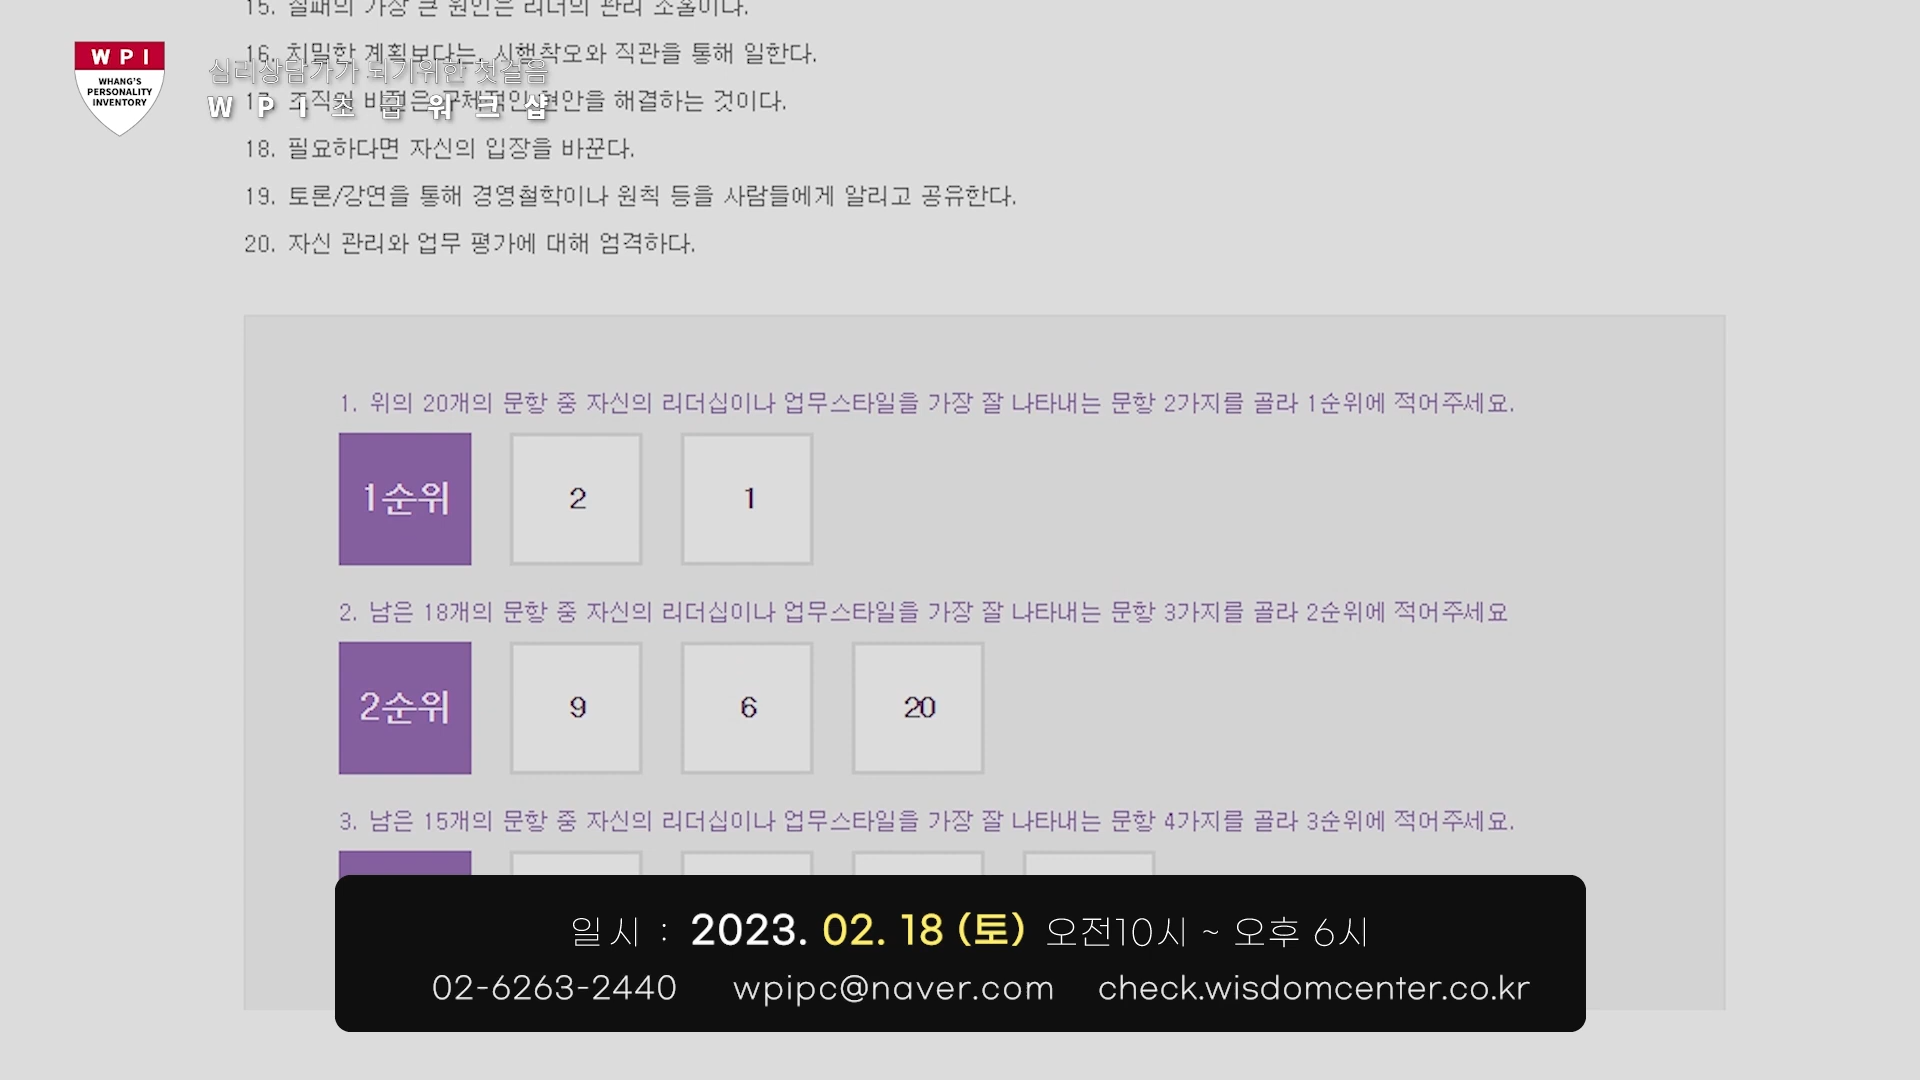 15. 실패의 가장 큰 원인은 리더의 관리 소홀이다.
16. 치밀한 계획보다는, 시행착오와 직관을 통해 일한다.
17. 조직의 비전은 구체적인 현안을 해결하는 것이다.
18. 필요하다면 자신의 입장을 바꾼다.
19. 토론/강연을 통해 경영철학이나 원칙 등을 사람들에게 알리고 공유한다.
20. 자신 관리와 업무 평가에 대해 엄격하다.
WPI
WHANG'S
PERSONALITY
INVENTORY
심리상담가가 되기위한 첫걸음
WPI초급워크샵
1. 위의 20개의 문항 중 자신의 리더십이나 업무스타일을 가장 잘 나타내는 문항 2가지를 골라 1순위에 적어주세요.
1순위 2 1
2. 남은 18개의 문항 중 자신의 리더십이나 업무스타일을 가장 잘 나타내는 문항 3가지를 골라 2순위에 적어주세요
2순위 9 6 20
3. 남은 15개의 문항 중 자신의 리더십이나 업무스타일을 가장 잘 나타내는 문항 4가지를 골라 3순위에 적어주세요.
일시 : 2023. 02. 18 (토) 오전10시 ~ 오후 6시
02-6263-2440 wpipc@naver.com check.wisdomcenter.co.kr